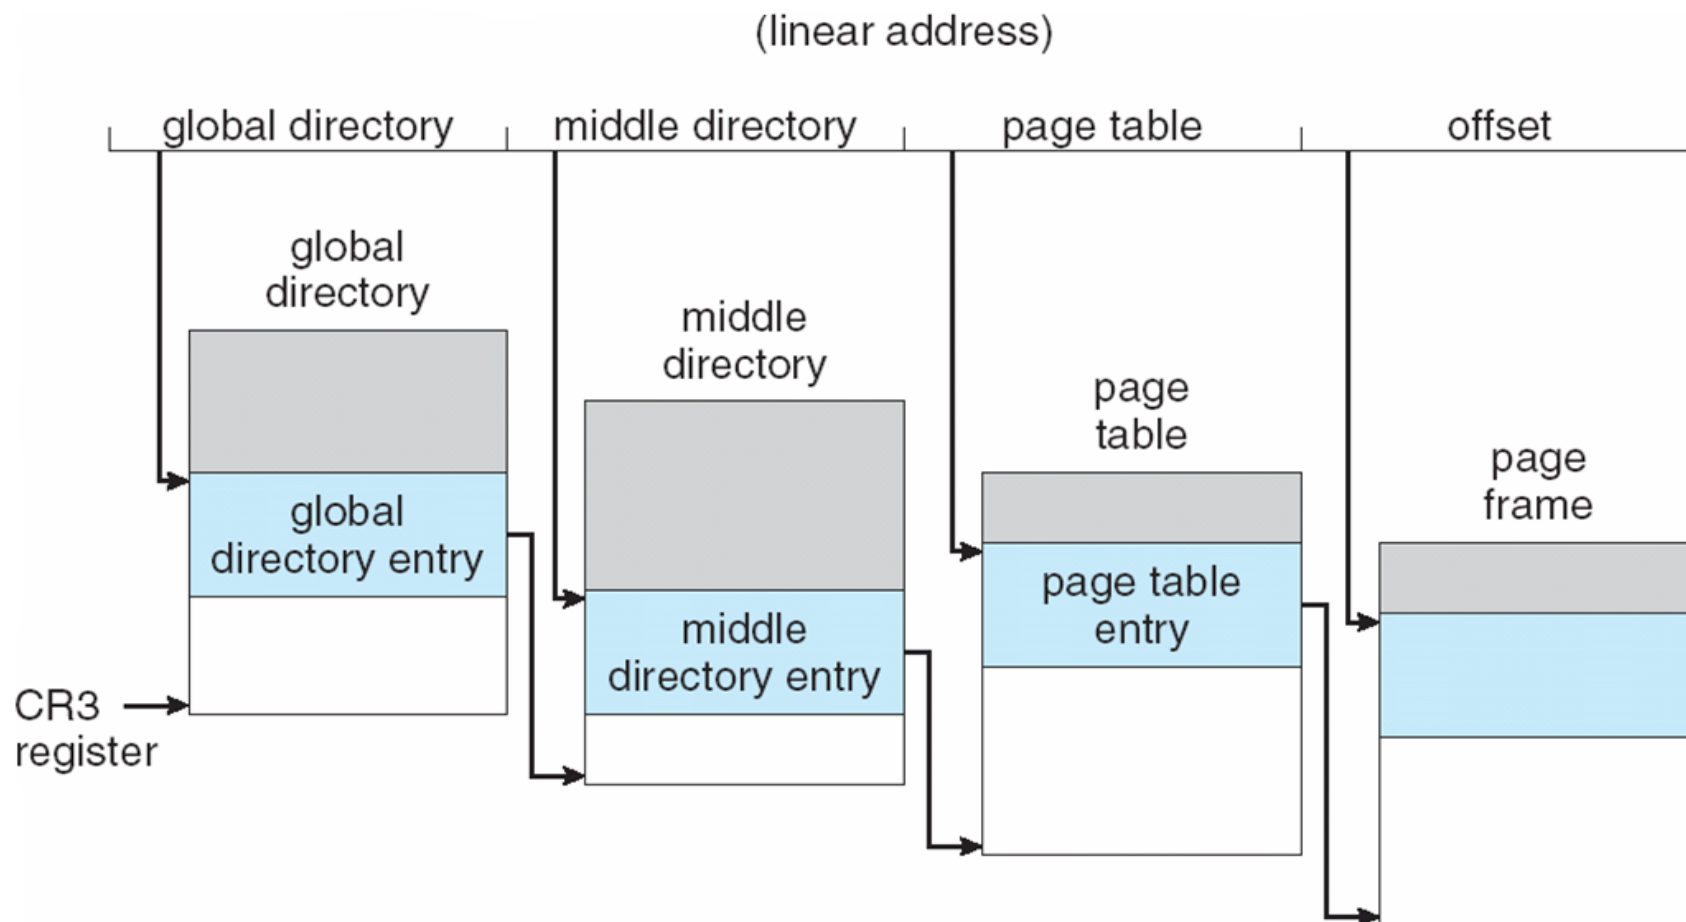 (linear address)
global directory
middle directory
page table
offset
global
directory
middle
directory
page
table
page
frame
global
directory entry
page table
entry
middle
directory entry
CR3
register